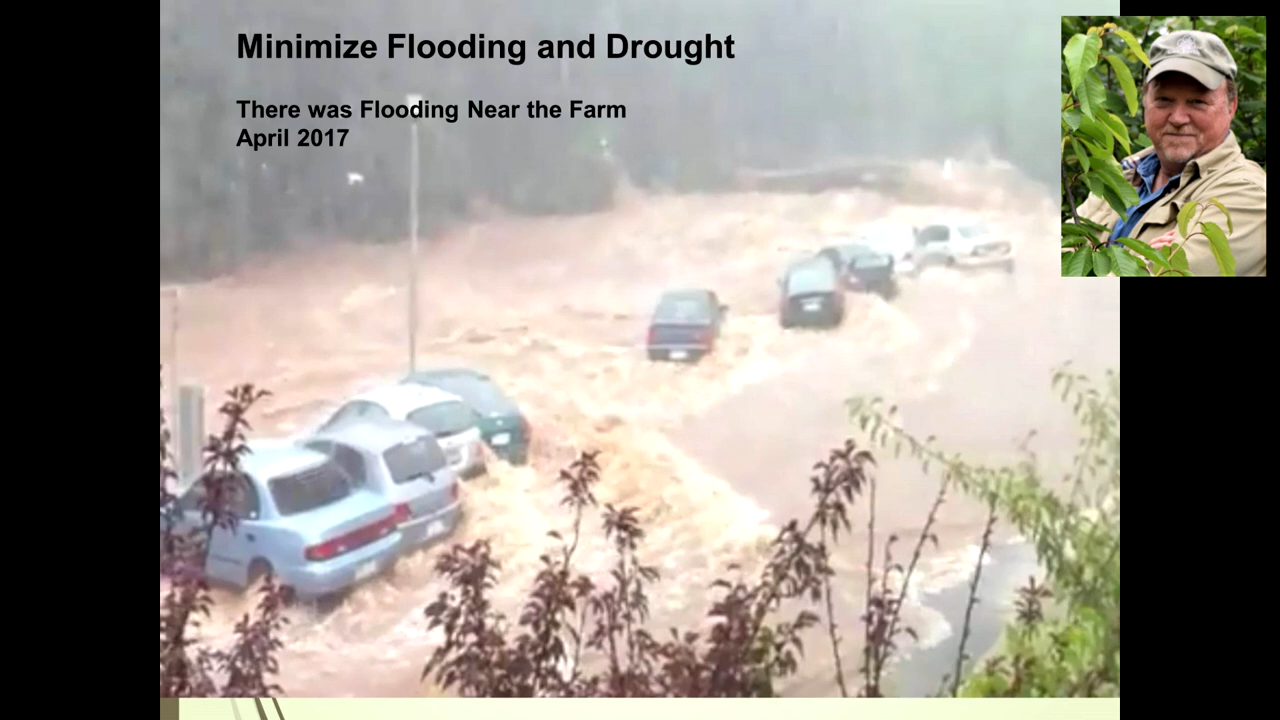 Minimize Flooding and Drought
There was Flooding Near the Farm
April 2017